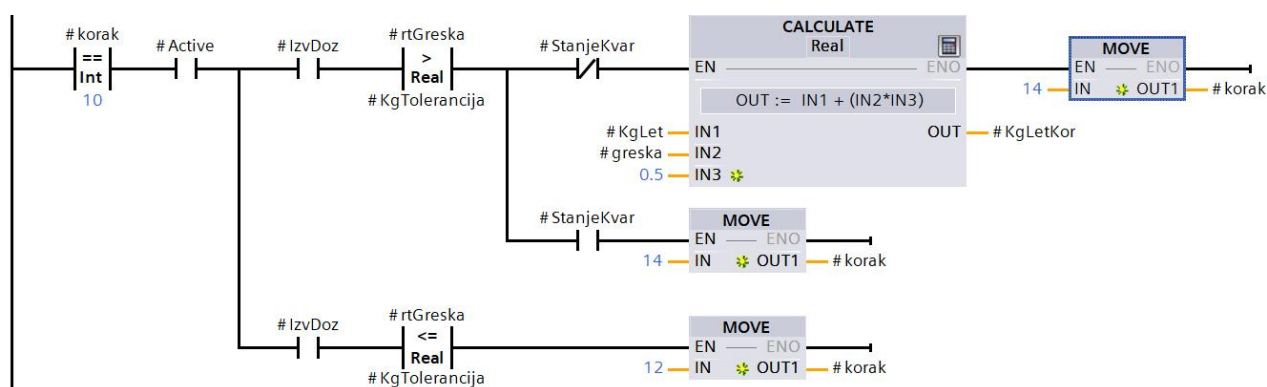 #korak
==
Int
10
#Active
#IzvDoz
#rtGreska
>
Real
#KgTolerancija
#StanjeKvar
CALCULATE
Real
EN ENO
OUT := IN1 + (IN2*IN3)
#KgLet IN1 OUT #KgLetKor
#greska IN2
0.5 IN3
MOVE
EN ENO
14 IN OUT1 #korak
#StanjeKvar
MOVE
EN ENO
14 IN OUT1 #korak
#IzvDoz
#rtGreska
<=
Real
#KgTolerancija
MOVE
EN ENO
12 IN OUT1 #korak